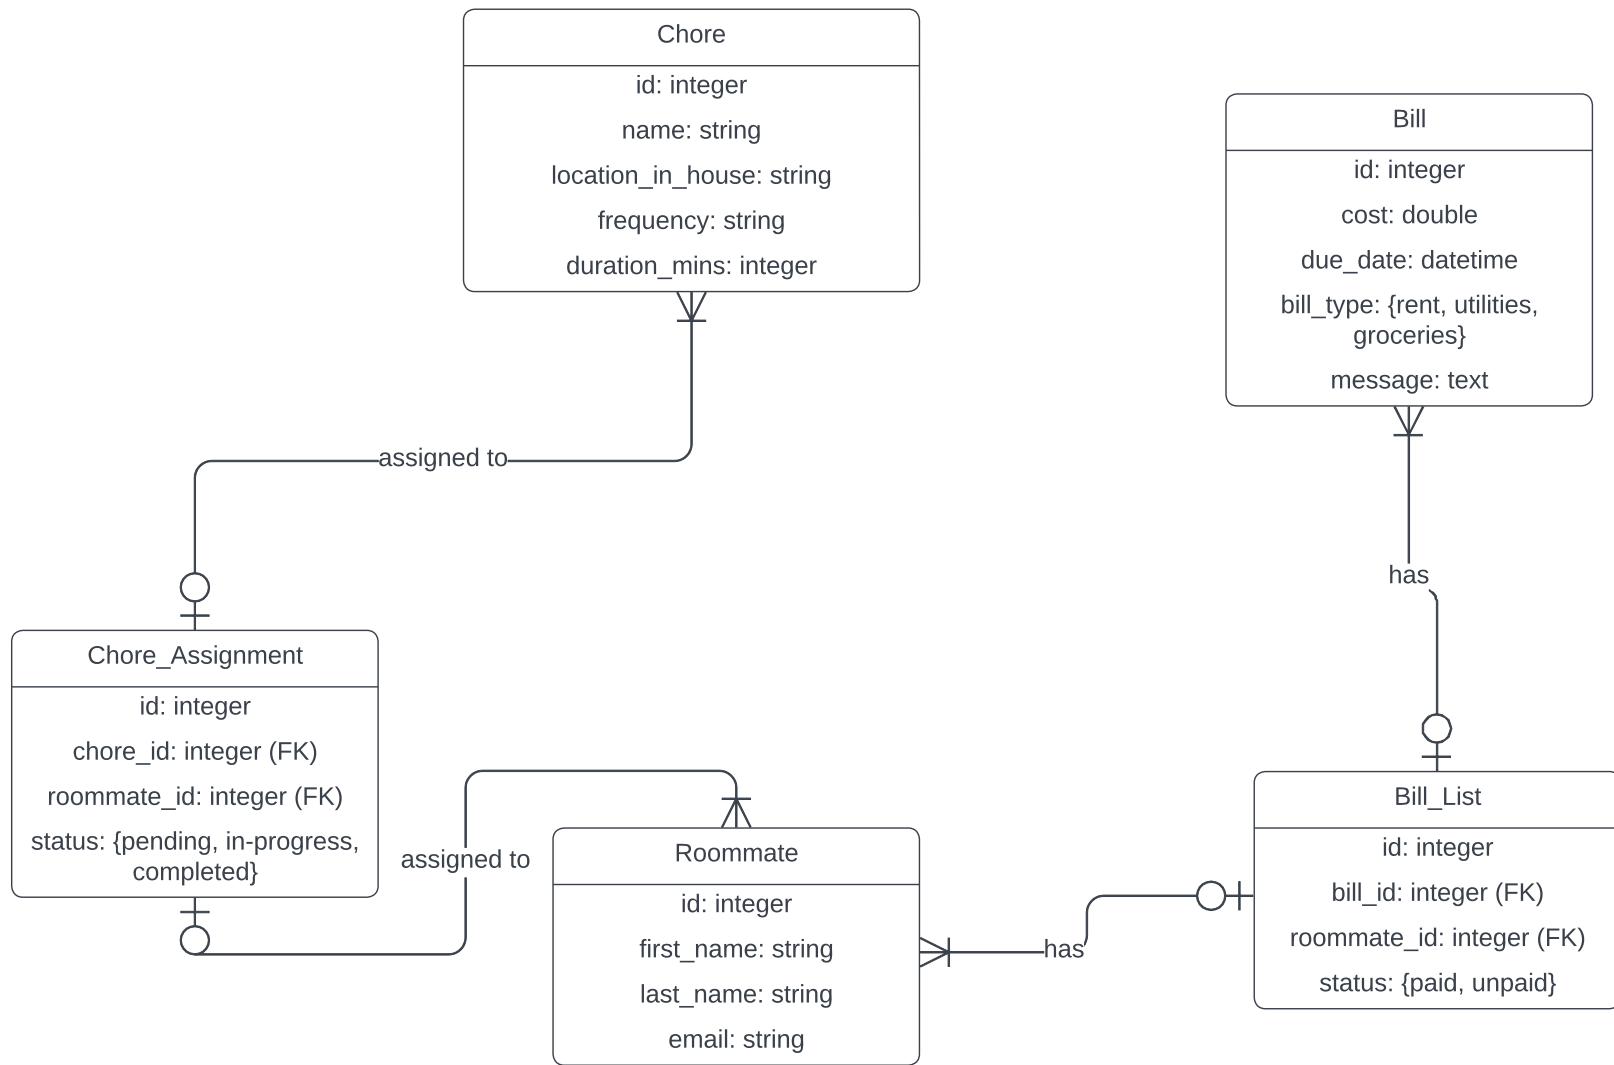 Chore
id: integer
name: string
location_in_house: string
frequency: string
duration_mins: integer
Bill
id: integer
cost: double
due_date: datetime
bill_type: {rent, utilities,
groceries}
message: text
assigned to
has
Chore_Assignment
id: integer
chore_id: integer (FK)
roommate_id: integer (FK)
status: {pending, in-progress,
completed}
assigned to
Roommate
id: integer
first_name: string
last_name: string
email: string
has
Bill_List
id: integer
bill_id: integer (FK)
roommate_id: integer (FK)
status: {paid, unpaid}